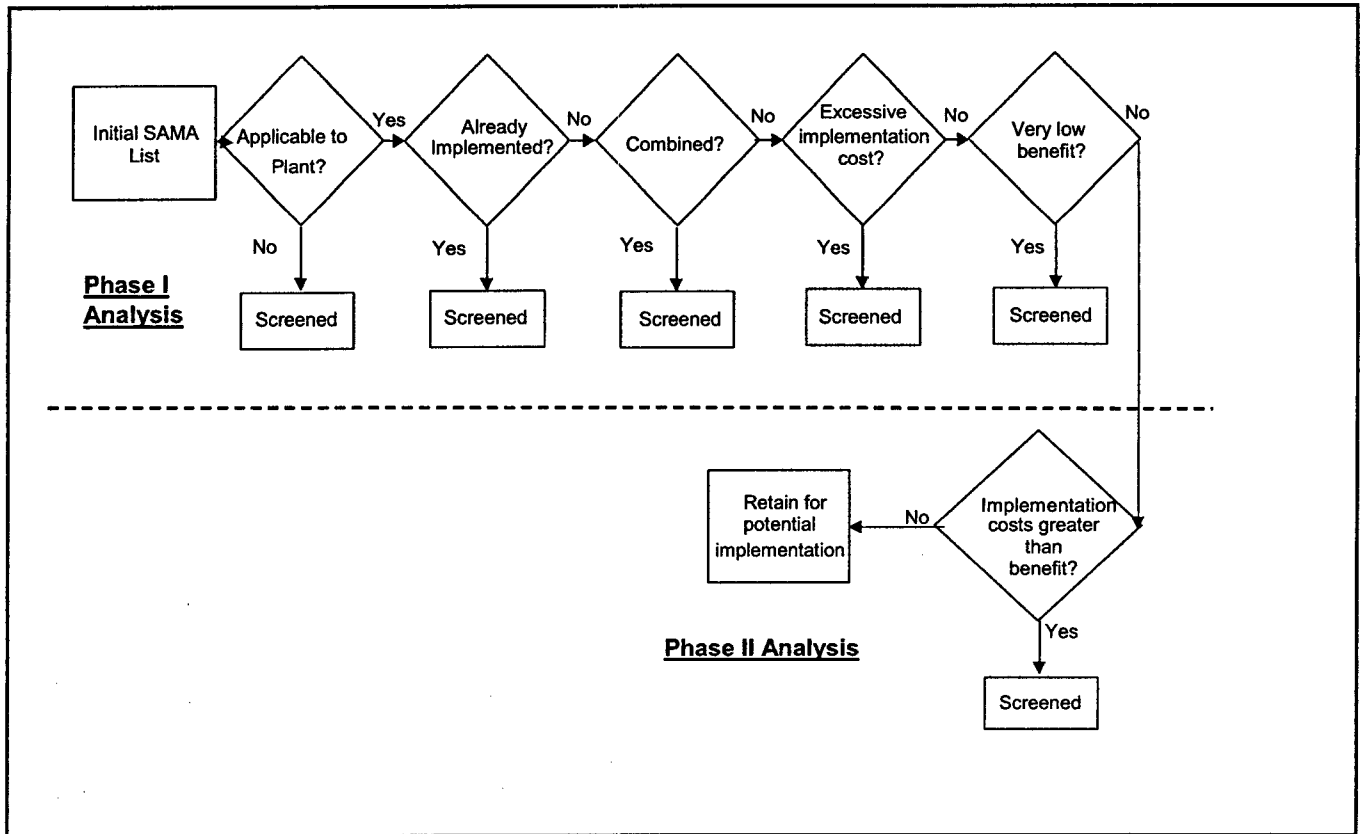 Initial SAMA
List
Applicable to
Plant?
Yes
No
Screened
Already
Implemented?
No
Yes
Screened
Combined?
No
Yes
Screened
Excessive
implementation
cost?
No
Yes
Screened
Very low
benefit?
No
Yes
Screened
Phase I
Analysis
Implementation
costs greater
than
benefit?
No
Retain for
potential
implementation
Yes
Screened
Phase II Analysis